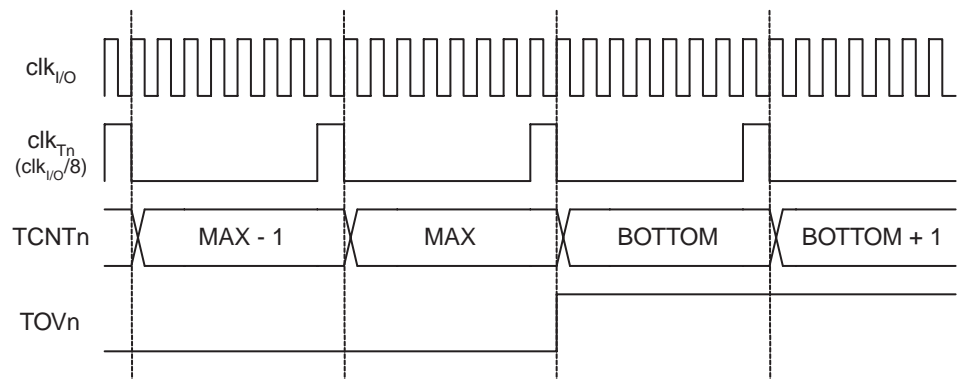 clkI/O
clkTn
(clkI/O/8)
TCNTn MAX - 1 MAX BOTTOM BOTTOM + 1
TOVn